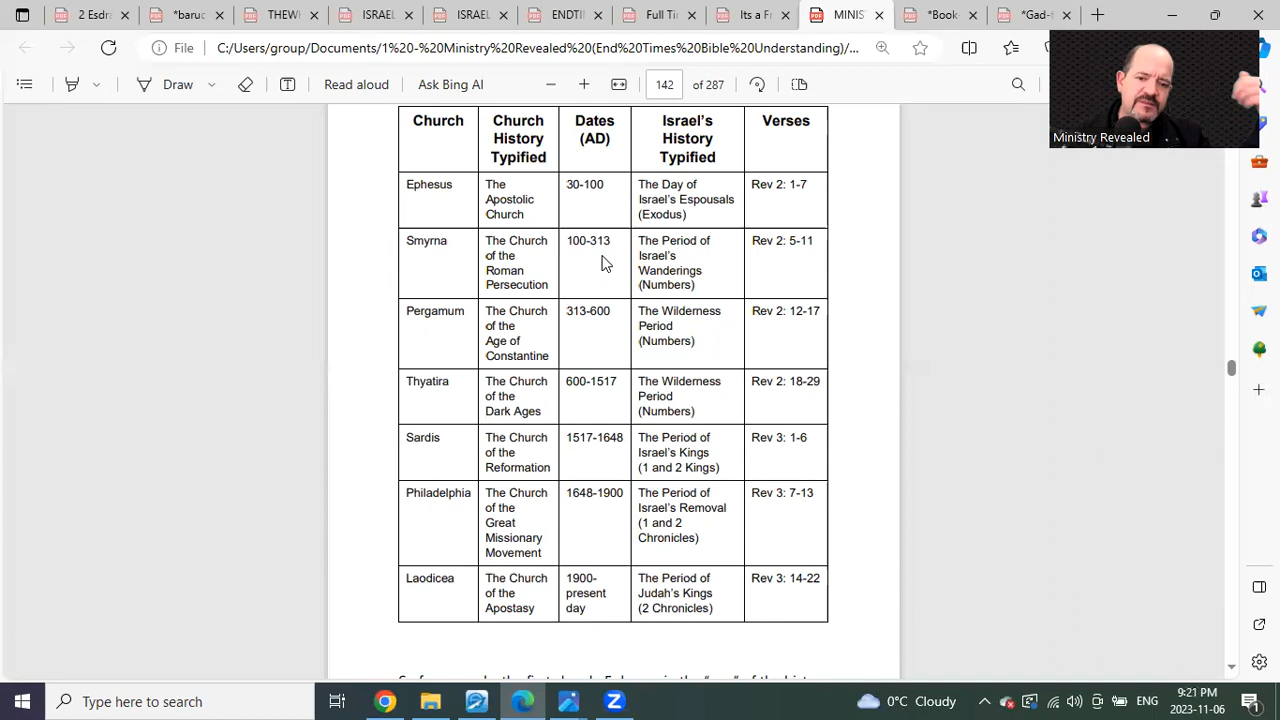 2 Esdra
*baruc
THEWH
ISRAEL
ISRAEL
ENDTIN
Full Tim
Its a Fr
MINIS
*Book-
*Gad-t
File
C:/Users/group/Documents/1%20-%20Ministry%20Revealed%20(End%20Times%20Bible%20Understanding)/...
Draw
Read aloud
Ask Bing AI
142 of 287
Ministry Revealed
Church
Church History Typified
Dates (AD)
Israel's History Typified
Verses
Ephesus
The
Apostolic
Church
30-100
The Day of
Israel's Espousals
(Exodus)
Rev 2: 1-7
Smyrna
The Church
of the
Roman
Persecution
100-313
The Period of
Israel's
Wanderings
(Numbers)
Rev 2: 5-11
Pergamum
The Church
of the
Age of
Constantine
313-600
The Wilderness
Period
(Numbers)
Rev 2: 12-17
Thyatira
The Church
of the
Dark Ages
600-1517
The Wilderness
Period
(Numbers)
Rev 2: 18-29
Sardis
The Church
of the
Reformation
1517-1648
The Period of
Israel's Kings
(1 and 2 Kings)
Rev 3: 1-6
Philadelphia
The Church
of the
Great
Missionary
Movement
1648-1900
The Period of
Israel's Removal
(1 and 2
Chronicles)
Rev 3: 7-13
Laodicea
The Church
of the
Apostasy
1900-
present
day
The Period of
Judah's Kings
(2 Chronicles)
Rev 3: 14-22
Type here to search
0°C Cloudy
ENG
9:21 PM
2023-11-06
1